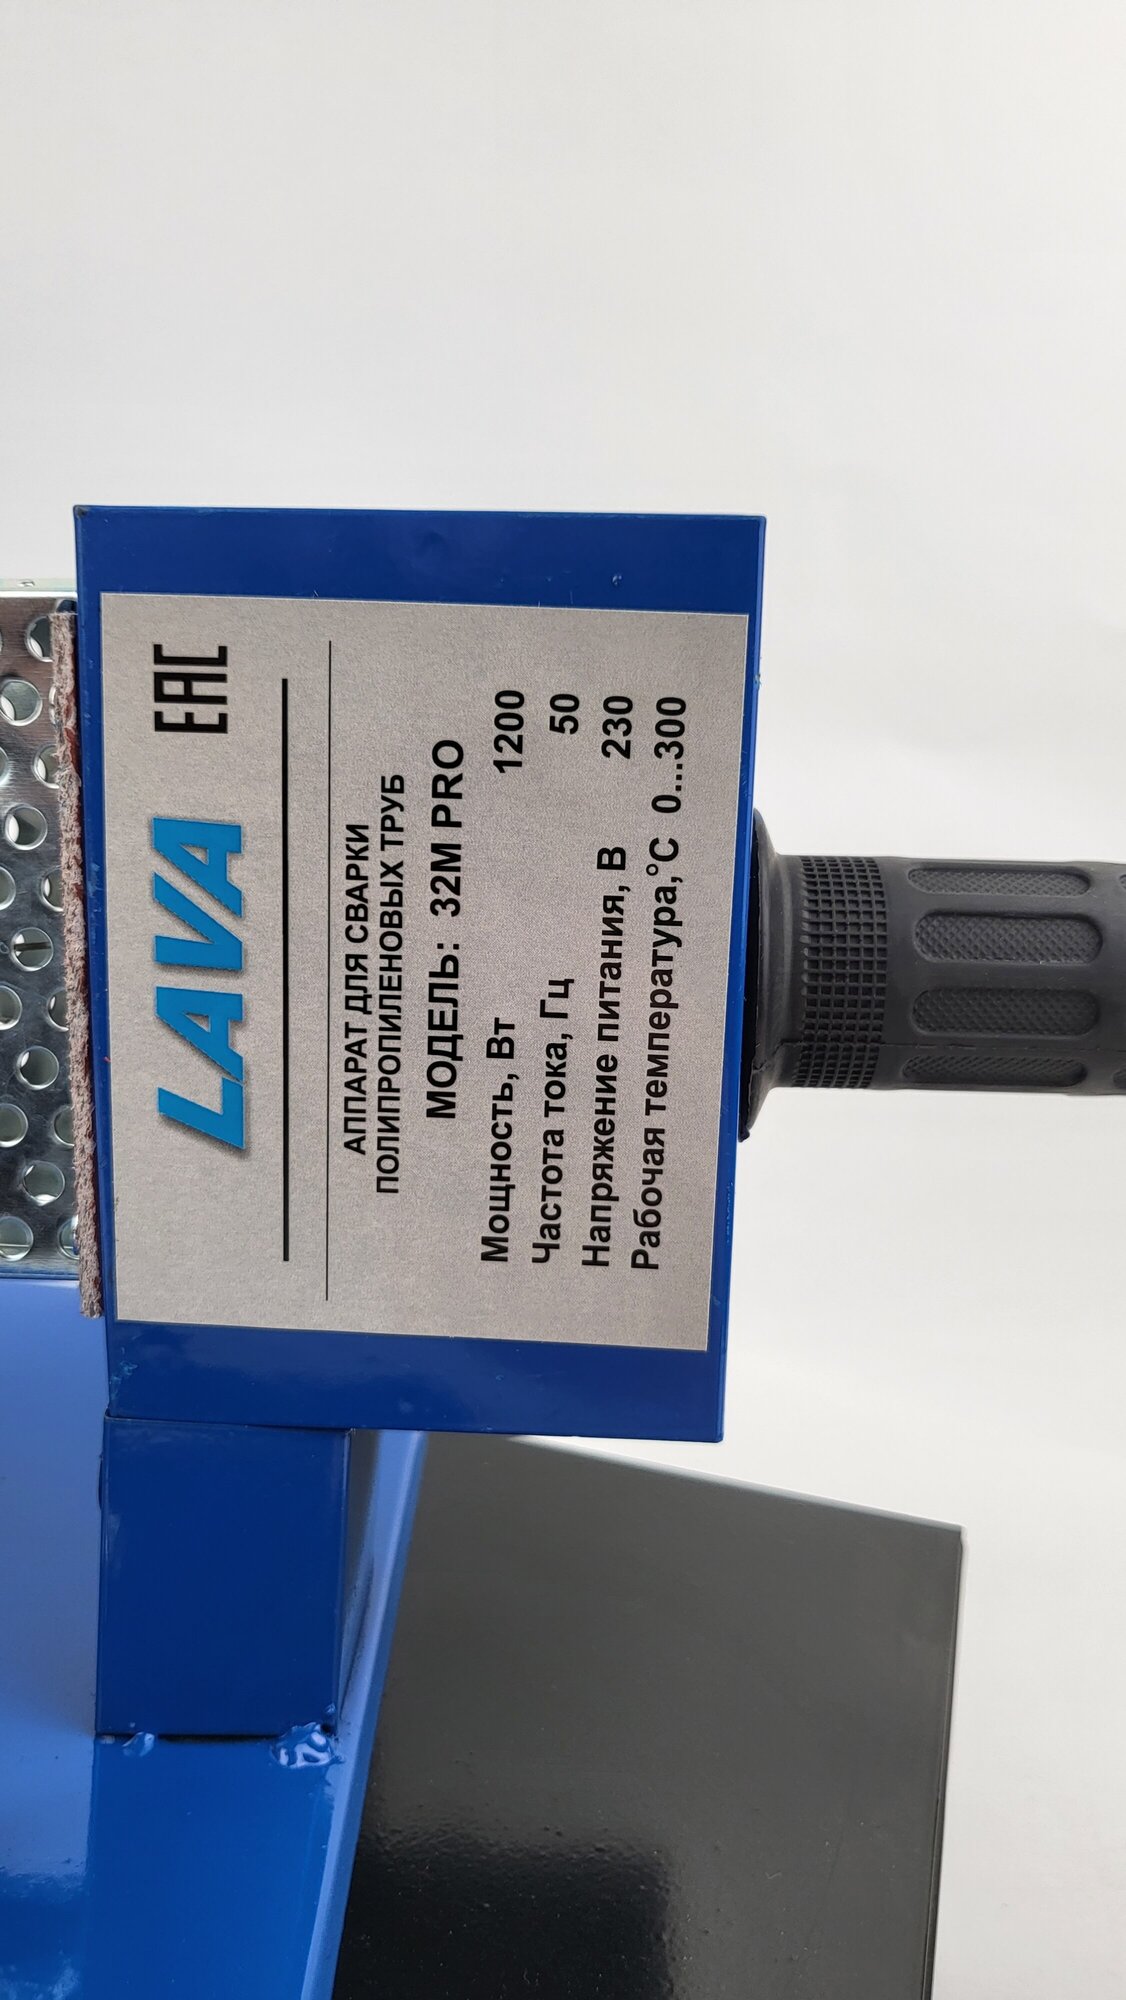 LAVA EAC
АППАРАТ ДЛЯ СВАРКИ
ПОЛИПРОПИЛЕНОВЫХ ТРУБ
МОДЕЛЬ: 32М PRO
Мощность, Вт 1200
Частота тока, Гц 50
Напряжение питания, В 230
Рабочая температура,°С 0...300